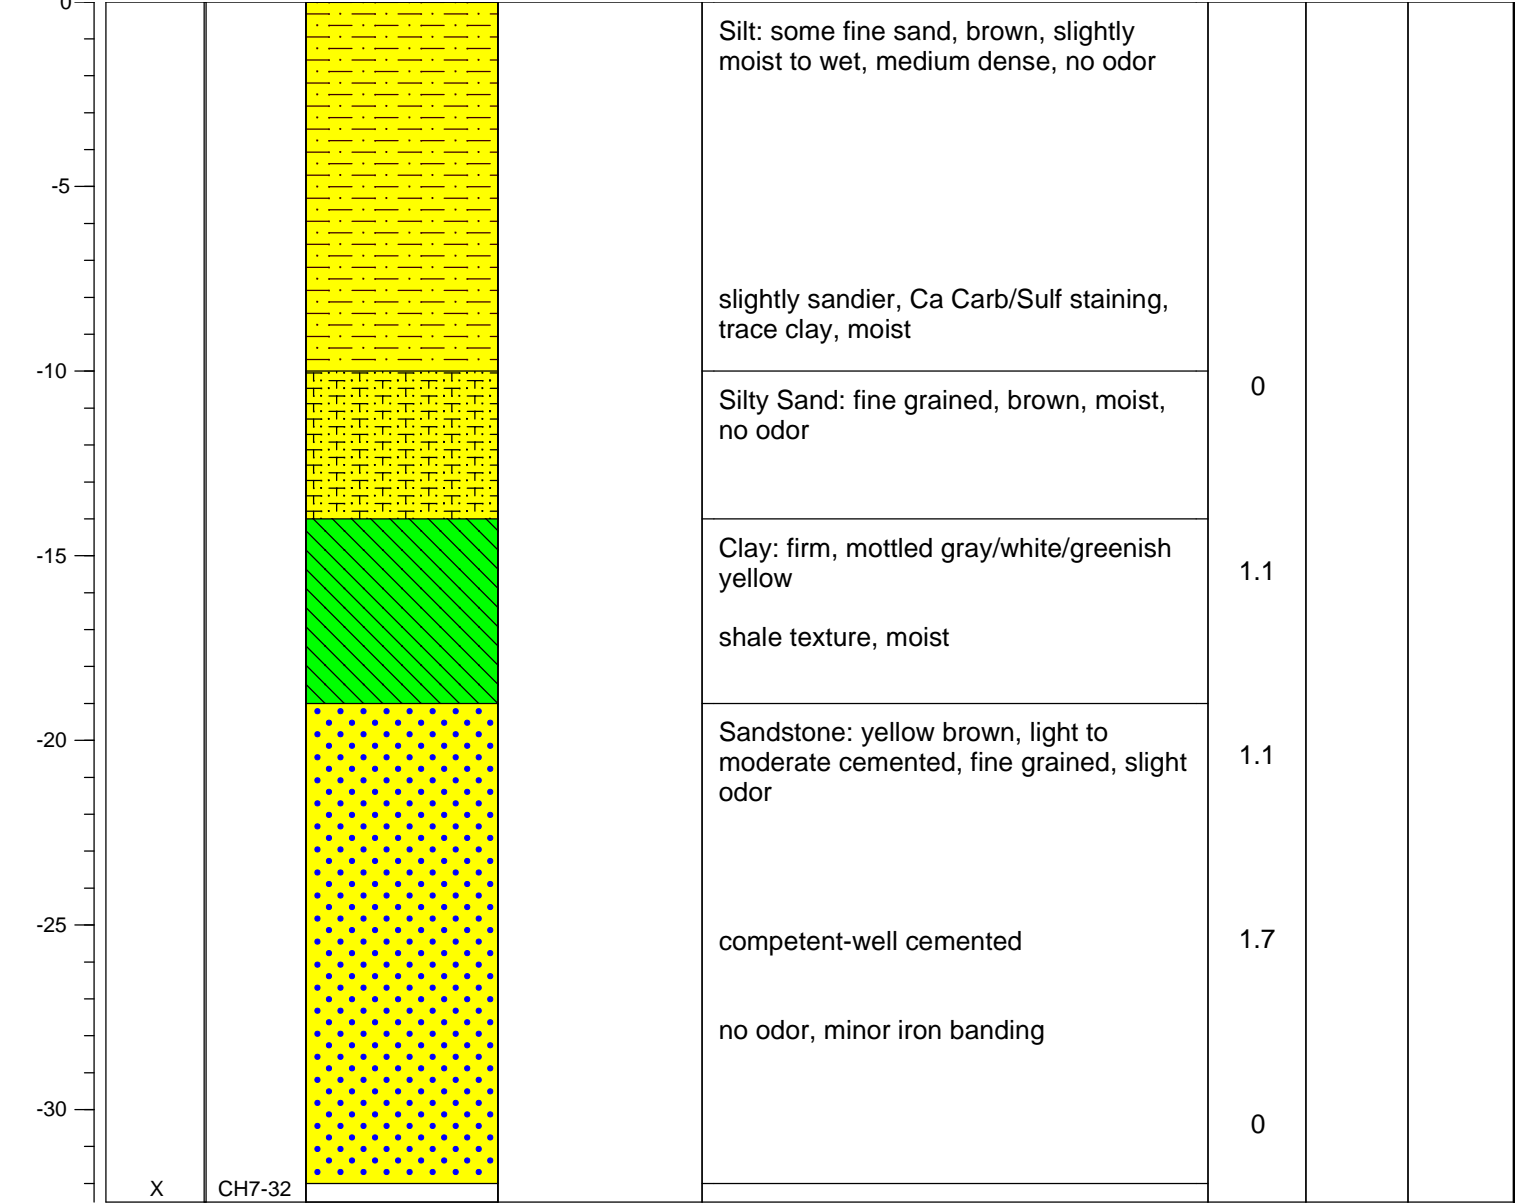 0
Silt: some fine sand, brown, slightly
moist to wet, medium dense, no odor
-5
slightly sandier, Ca Carb/Sulf staining,
trace clay, moist
-10
0
Silty Sand: fine grained, brown, moist,
no odor
-15
Clay: firm, mottled gray/white/greenish
yellow
1.1
shale texture, moist
-20
Sandstone: yellow brown, light to
moderate cemented, fine grained, slight
odor
1.1
-25
competent-well cemented
1.7
no odor, minor iron banding
-30
0
X
CH7-32